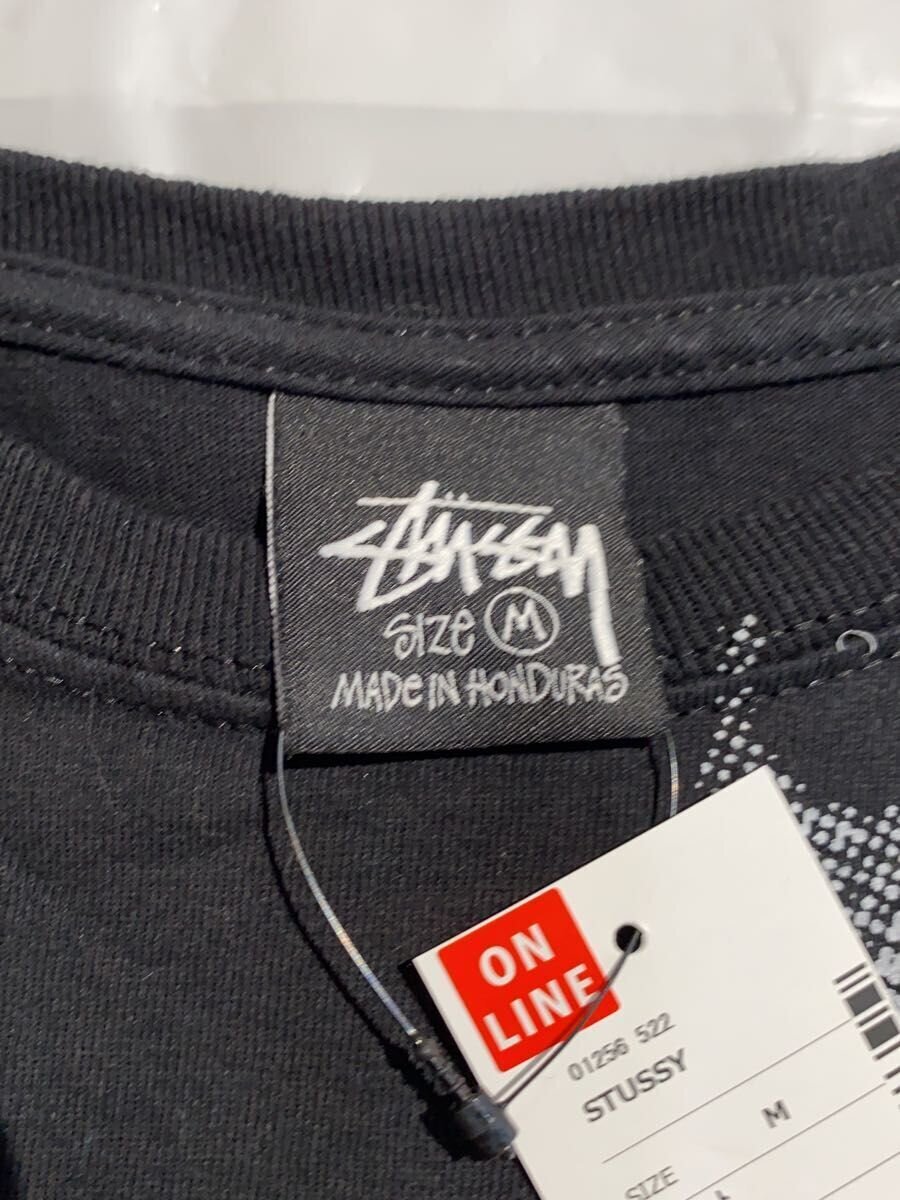 Stüssy
SIZE M
MADE IN HONDURAS
ON
LINE
01256 522
STUSSY
M
SIZE